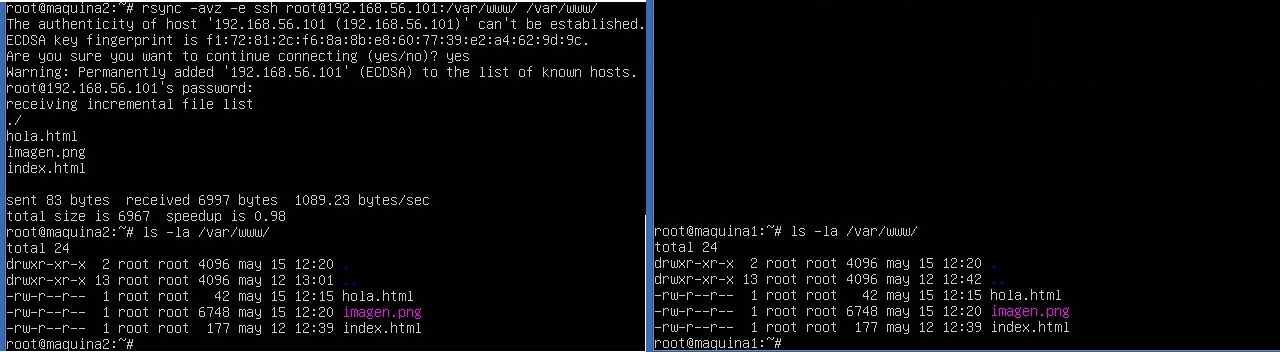 root@maquina2:~# rsync -avz -e ssh root@192.168.56.101:/var/www/ /var/www/
The authenticity of host '192.168.56.101 (192.168.56.101)' can't be established.
ECDSA key fingerprint is f1:72:81:2c:f6:8a:8b:e8:60:77:39:e2:a4:62:9d:9c.
Are you sure you want to continue connecting (yes/no)? yes
Warning: Permanently added '192.168.56.101' (ECDSA) to the list of known hosts.
root@192.168.56.101's password:
receiving incremental file list
./
hola.html
imagen.png
index.html
sent 83 bytes  received 6997 bytes  1089.23 bytes/sec
total size is 6967  speedup is 0.98
root@maquina2:~# ls -la /var/www/
total 24
drwxr-xr-x  2 root root 4096 may 15 12:20 .
drwxr-xr-x 13 root root 4096 may 12 13:01 ..
-rw-r--r--  1 root root   42 may 15 12:15 hola.html
-rw-r--r--  1 root root 6748 may 15 12:20 imagen.png
-rw-r--r--  1 root root  177 may 12 12:39 index.html
root@maquina2:~#
root@maquina1:~# ls -la /var/www/
total 24
drwxr-xr-x  2 root root 4096 may 15 12:20 .
drwxr-xr-x 13 root root 4096 may 12 12:42 ..
-rw-r--r--  1 root root   42 may 15 12:15 hola.html
-rw-r--r--  1 root root 6748 may 15 12:20 imagen.png
-rw-r--r--  1 root root  177 may 12 12:39 index.html
root@maquina1:~#